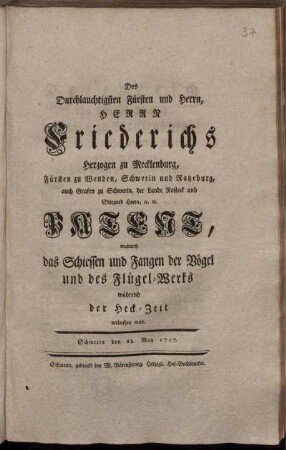 37
Des
Durchlauchtigsten Fürsten und Herrn,
HERRN
Friederichs
Herzogen zu Mecklenburg,
Fürsten zu Wenden, Schwerin und Ratzeburg,
auch Grafen zu Schwerin, der Lande Rostock und
Stargard Herrn, u. u.
PATENT,
wodurch
das Schiessen und Fangen der Vögel
und des Flügel-Werks
während
der Heck-Zeit
verbothen wird.
Schwerin den May
Schwerin, gedruckt bey W. Bärensprung, Herzogl. Hof-Buchdrucker.